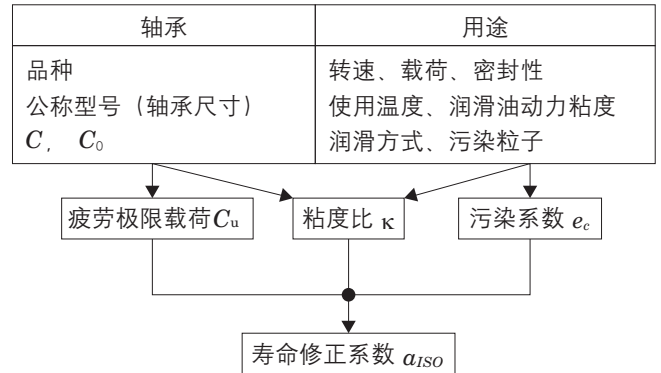 轴承
用途
品种
公称型号（轴承尺寸）
C, C₀
转速、载荷、密封性
使用温度、润滑油动力粘度
润滑方式、污染粒子
疲劳极限载荷Cu
粘度比 κ
污染系数 ec
寿命修正系数 aISO